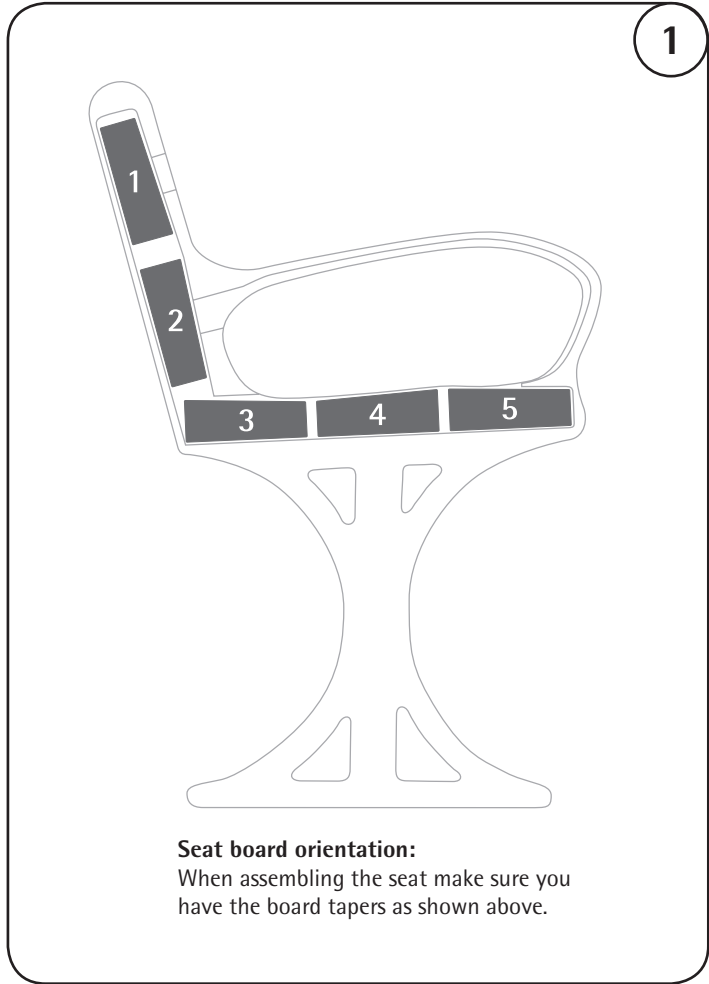 1
1
2
3
4
5
Seat board orientation:
When assembling the seat make sure you
have the board tapers as shown above.